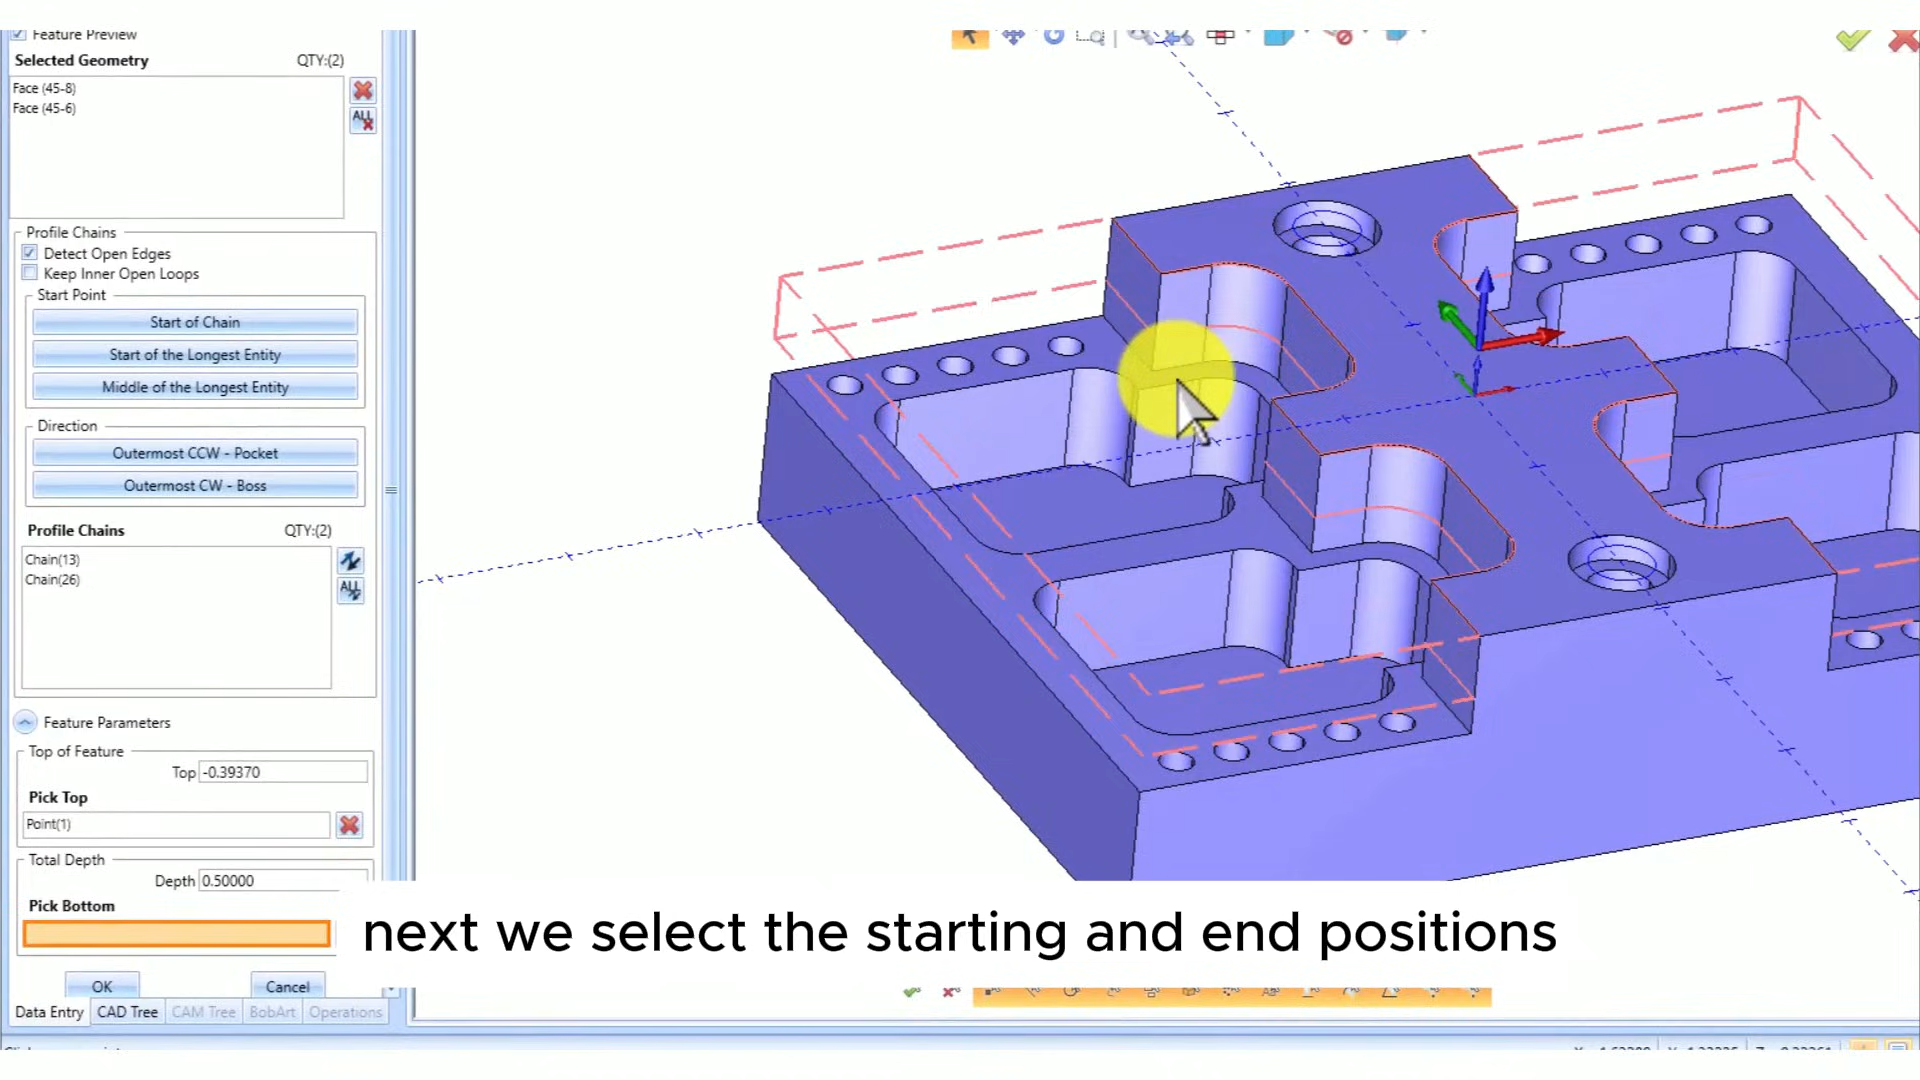 Feature Preview
Selected Geometry QTY:(2)
Face (45-8)
Face (45-6)
ALL
Profile Chains
Detect Open Edges
Keep Inner Open Loops
Start Point
Start of Chain
Start of the Longest Entity
Middle of the Longest Entity
Direction
Outermost CCW - Pocket
Outermost CW - Boss
Profile Chains QTY:(2)
Chain(13)
Chain(26)
ALL
Feature Parameters
Top of Feature
Top -0.39370
Pick Top
Point(1)
Total Depth
Depth 0.50000
Pick Bottom
next we select the starting and end positions
OK Cancel
Data Entry CAD Tree CAM Tree BobArt Operations